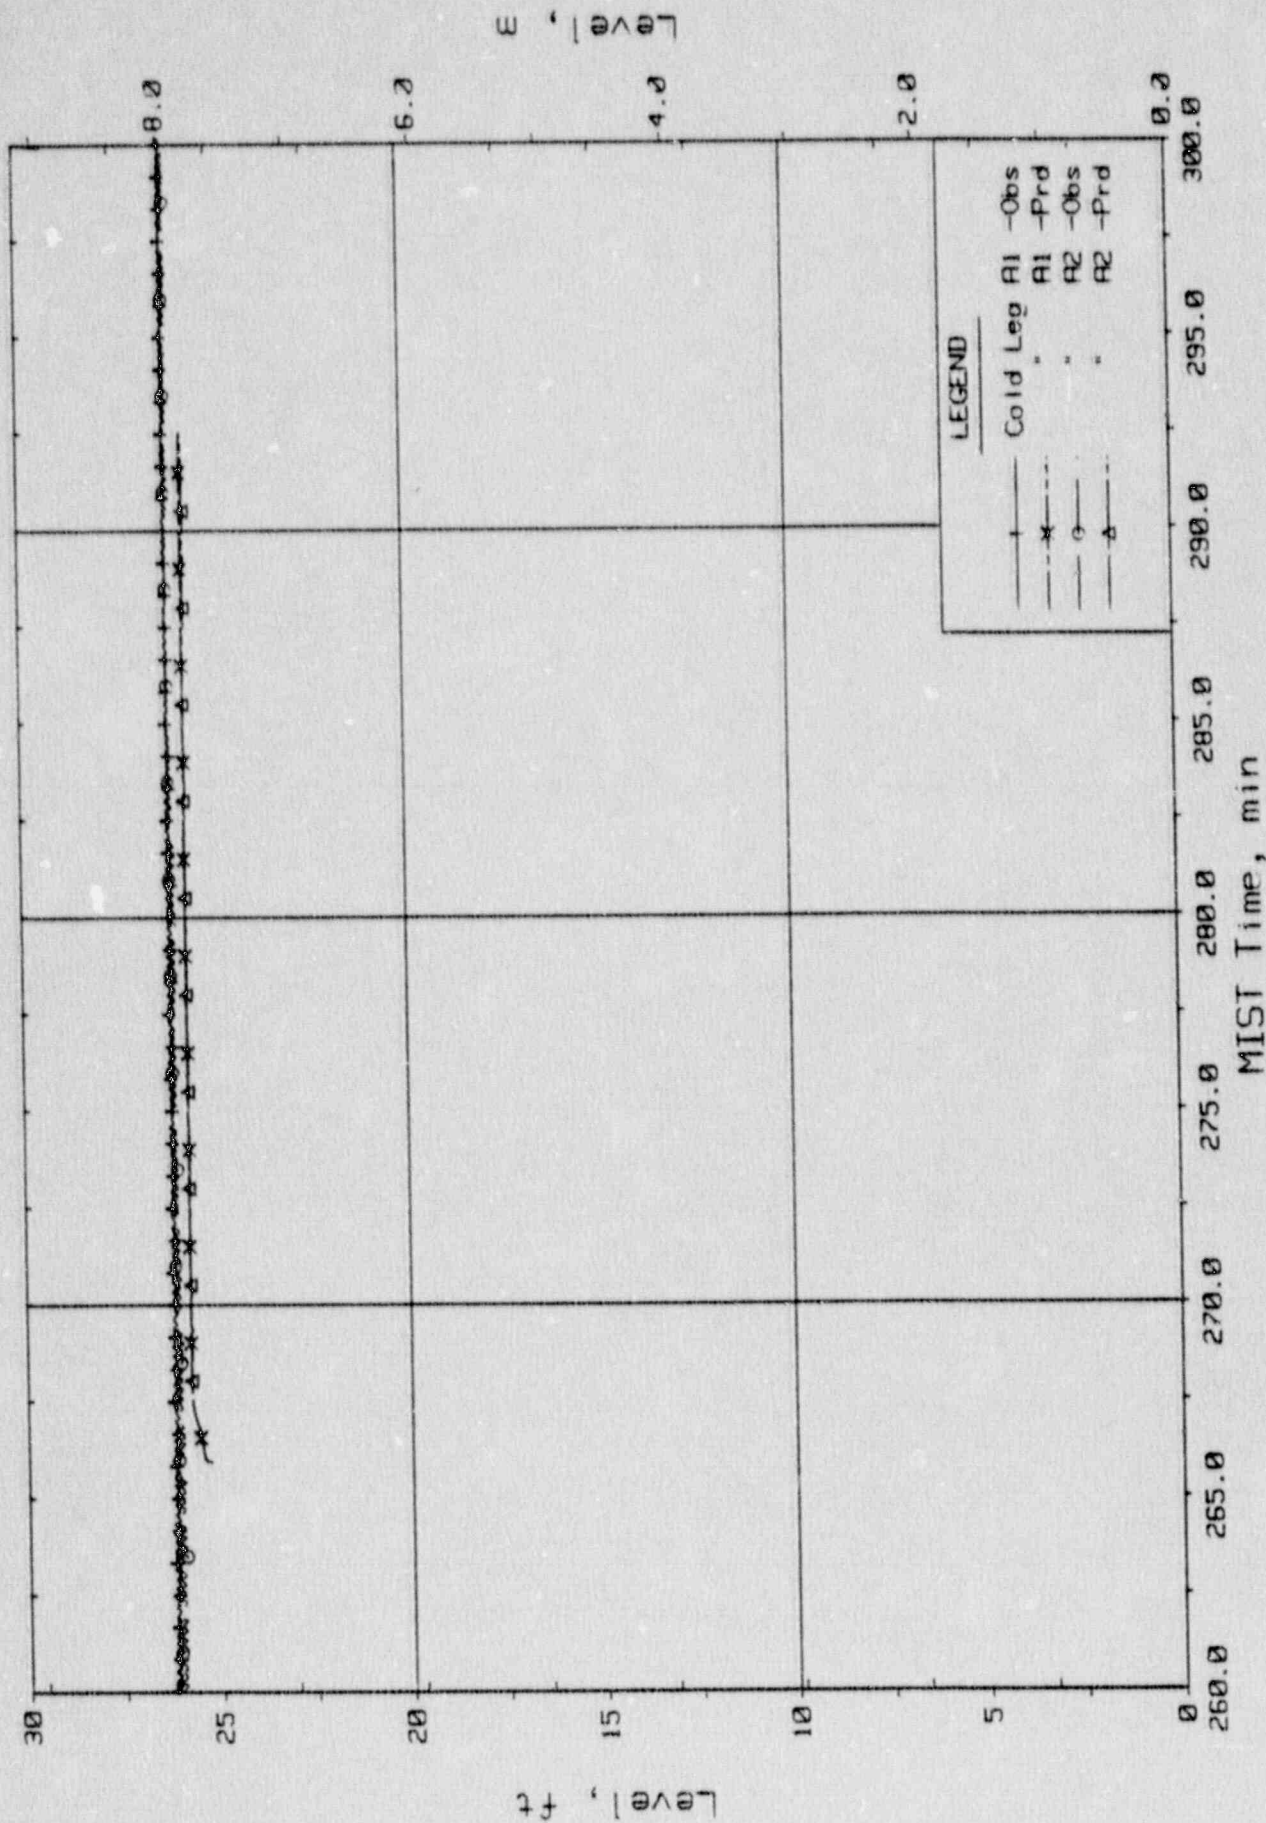 Level, ft
30
25
20
15
10
5
0
Level, m
8.0
6.0
4.0
2.0
0.0
LEGEND
Cold Leg A1 -Obs
" A1 -Prd
" A2 -Obs
" A2 -Prd
260.0 265.0 270.0 275.0 280.0 285.0 290.0 295.0 300.0
MIST Time, min